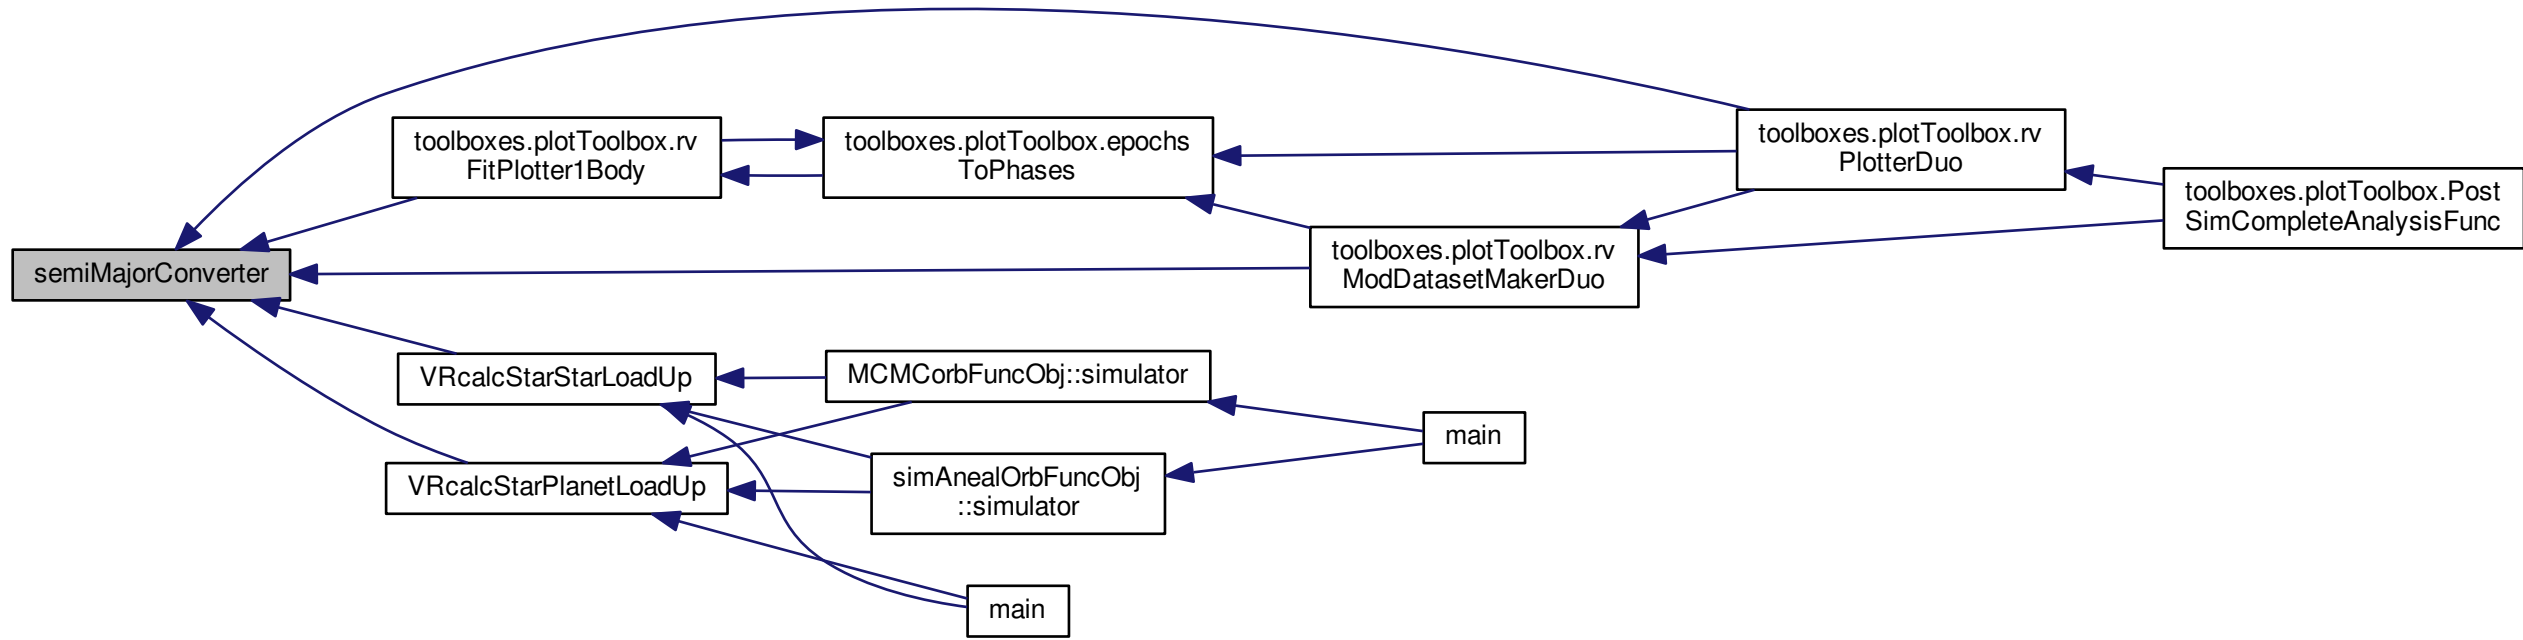 toolboxes.plotToolbox.rv
FitPlotter1Body
toolboxes.plotToolbox.epochs
ToPhases
toolboxes.plotToolbox.rv
PlotterDuo
toolboxes.plotToolbox.Post
SimCompleteAnalysisFunc
semiMajorConverter
toolboxes.plotToolbox.rv
ModDatasetMakerDuo
VRcalcStarStarLoadUp
MCMCorbFuncObj::simulator
main
VRcalcStarPlanetLoadUp
simAnealOrbFuncObj
::simulator
main